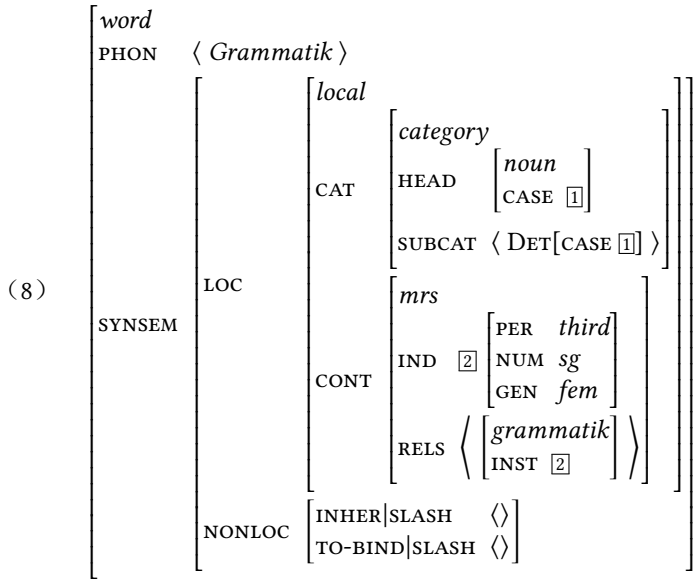 word
PHON ⟨ Grammatik ⟩
local
category
HEAD noun
CASE 1
CAT
SUBCAT ⟨ DET[CASE 1] ⟩
(8)
LOC
SYNSEM
mrs
PER third
IND 2 NUM sg
GEN fem
CONT
RELS ⟨ grammatik
INST 2 ⟩
INHER|SLASH ⟨⟩
NONLOC
TO-BIND|SLASH ⟨⟩